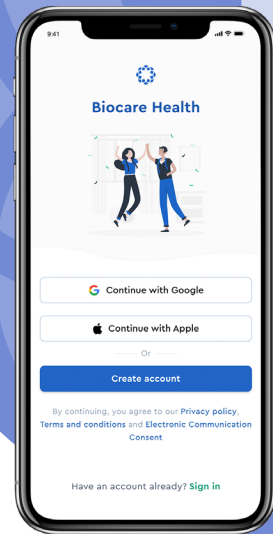 9:41
Biocare Health
Continue with Google
Continue with Apple
Or
Create account
By continuing, you agree to our Privacy policy,
Terms and conditions and Electronic Communication
Consent
Have an account already? Sign in